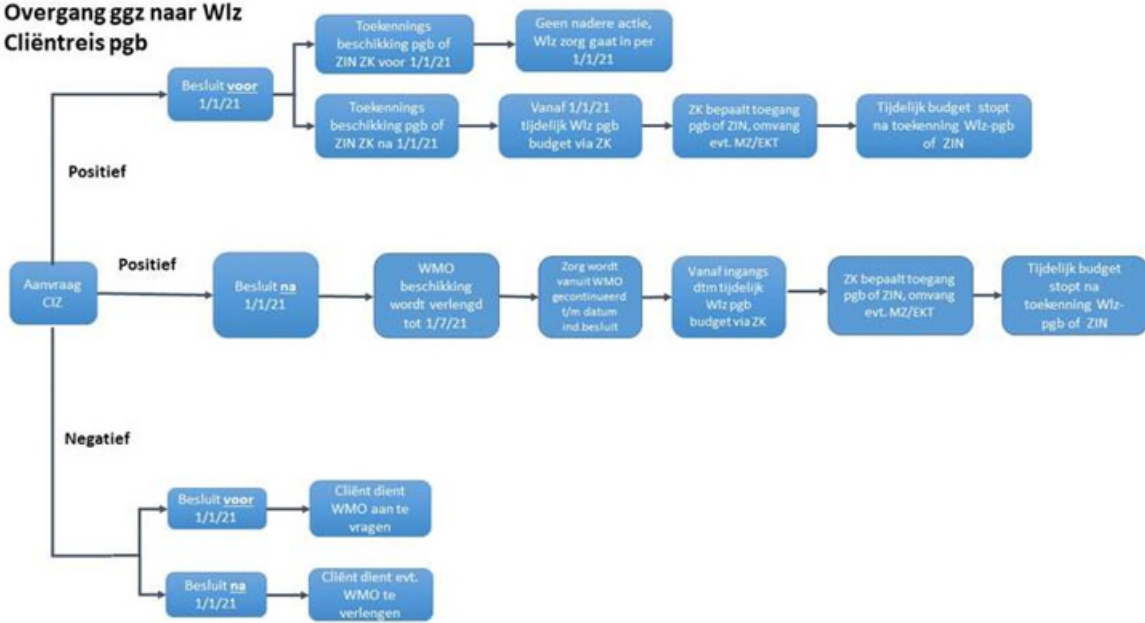 Overgang ggz naar Wlz
Cliëntreis pgb
Toekennings
beschikking pgb of
ZIN ZK voor 1/1/21
Geen nadere actie,
Wlz zorg gaat in per
1/1/21
Besluit voor
1/1/21
Toekennings
beschikking pgb of
ZIN ZK na 1/1/21
Vanaf 1/1/21
tijdelijk Wlz pgb
budget via ZK
ZK bepaalt toegang
pgb of ZIN, omvang
evt. MZ/EKT
Tijdelijk budget stopt
na toekenning Wlz-pgb
of ZIN
Positief
Aanvraag
CIZ
Positief
Besluit na
1/1/21
WMO
beschikking
wordt verlengd
tot 1/7/21
Zorg wordt
vanuit WMO
gecontinueerd
t/m datum
ind.besluit
Vanaf ingangs
dtm tijdelijk
Wlz pgb
budget via ZK
ZK bepaalt toegang
pgb of ZIN, omvang
evt. MZ/EKT
Tijdelijk budget
stopt na
toekenning Wlz-
pgb of ZIN
Negatief
Besluit voor
1/1/21
Cliënt dient
WMO aan te
vragen
Besluit na
1/1/21
Cliënt dient evt.
WMO te
verlengen